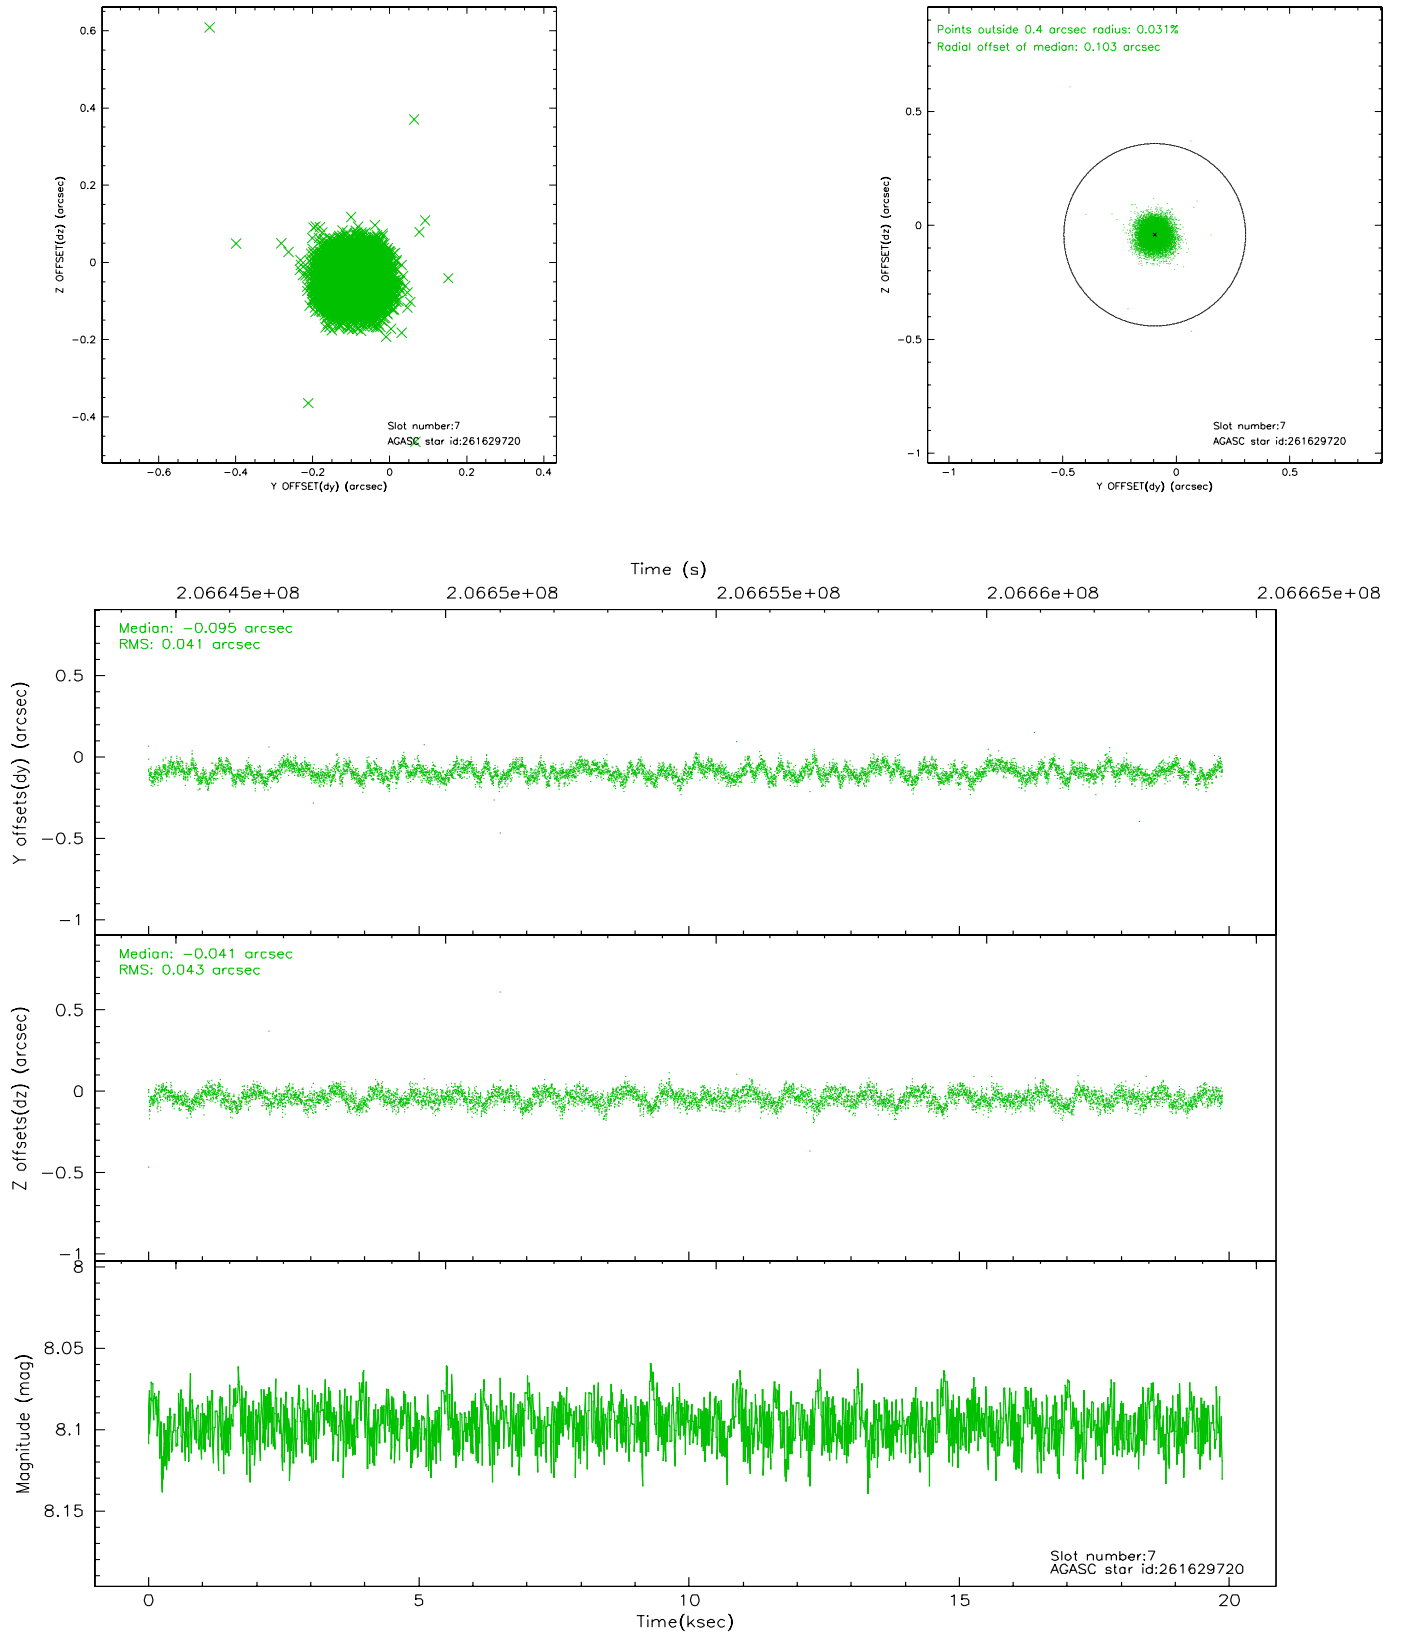 0.6
0.4
0.2
0
−0.2
−0.4
Z OFFSET(dz) (arcsec)
Slot number:7
AGASC star id:261629720
−0.6 −0.4 −0.2 0 0.2 0.4
Y OFFSET(dy) (arcsec)
Points outside 0.4 arcsec radius: 0.031%
Radial offset of median: 0.103 arcsec
0.5
0
−0.5
−1
Z OFFSET(dz) (arcsec)
Slot number:7
AGASC star id:261629720
−1 −0.5 0 0.5
Y OFFSET(dy) (arcsec)
Time (s)
2.06645e+08 2.0665e+08 2.06655e+08 2.0666e+08 2.06665e+08
Median: −0.095 arcsec
RMS: 0.041 arcsec
0.5
0
−0.5
−1
Y offsets(dy) (arcsec)
Median: −0.041 arcsec
RMS: 0.043 arcsec
0.5
0
−0.5
−1
Z offsets(dz) (arcsec)
8
8.05
8.1
8.15
Magnitude (mag)
Slot number:7
AGASC star id:261629720
0 5 10 15 20
Time(ksec)